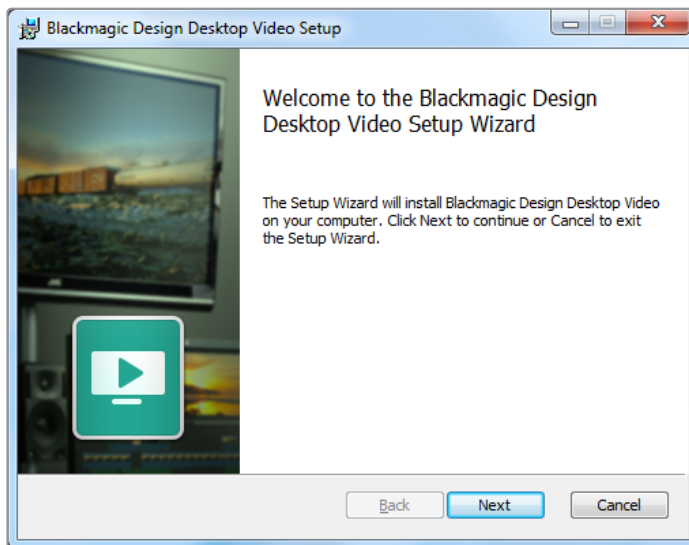 Blackmagic Design Desktop Video Setup
Welcome to the Blackmagic Design
Desktop Video Setup Wizard
The Setup Wizard will install Blackmagic Design Desktop Video
on your computer. Click Next to continue or Cancel to exit
the Setup Wizard.
JVC
Back
Next
Cancel